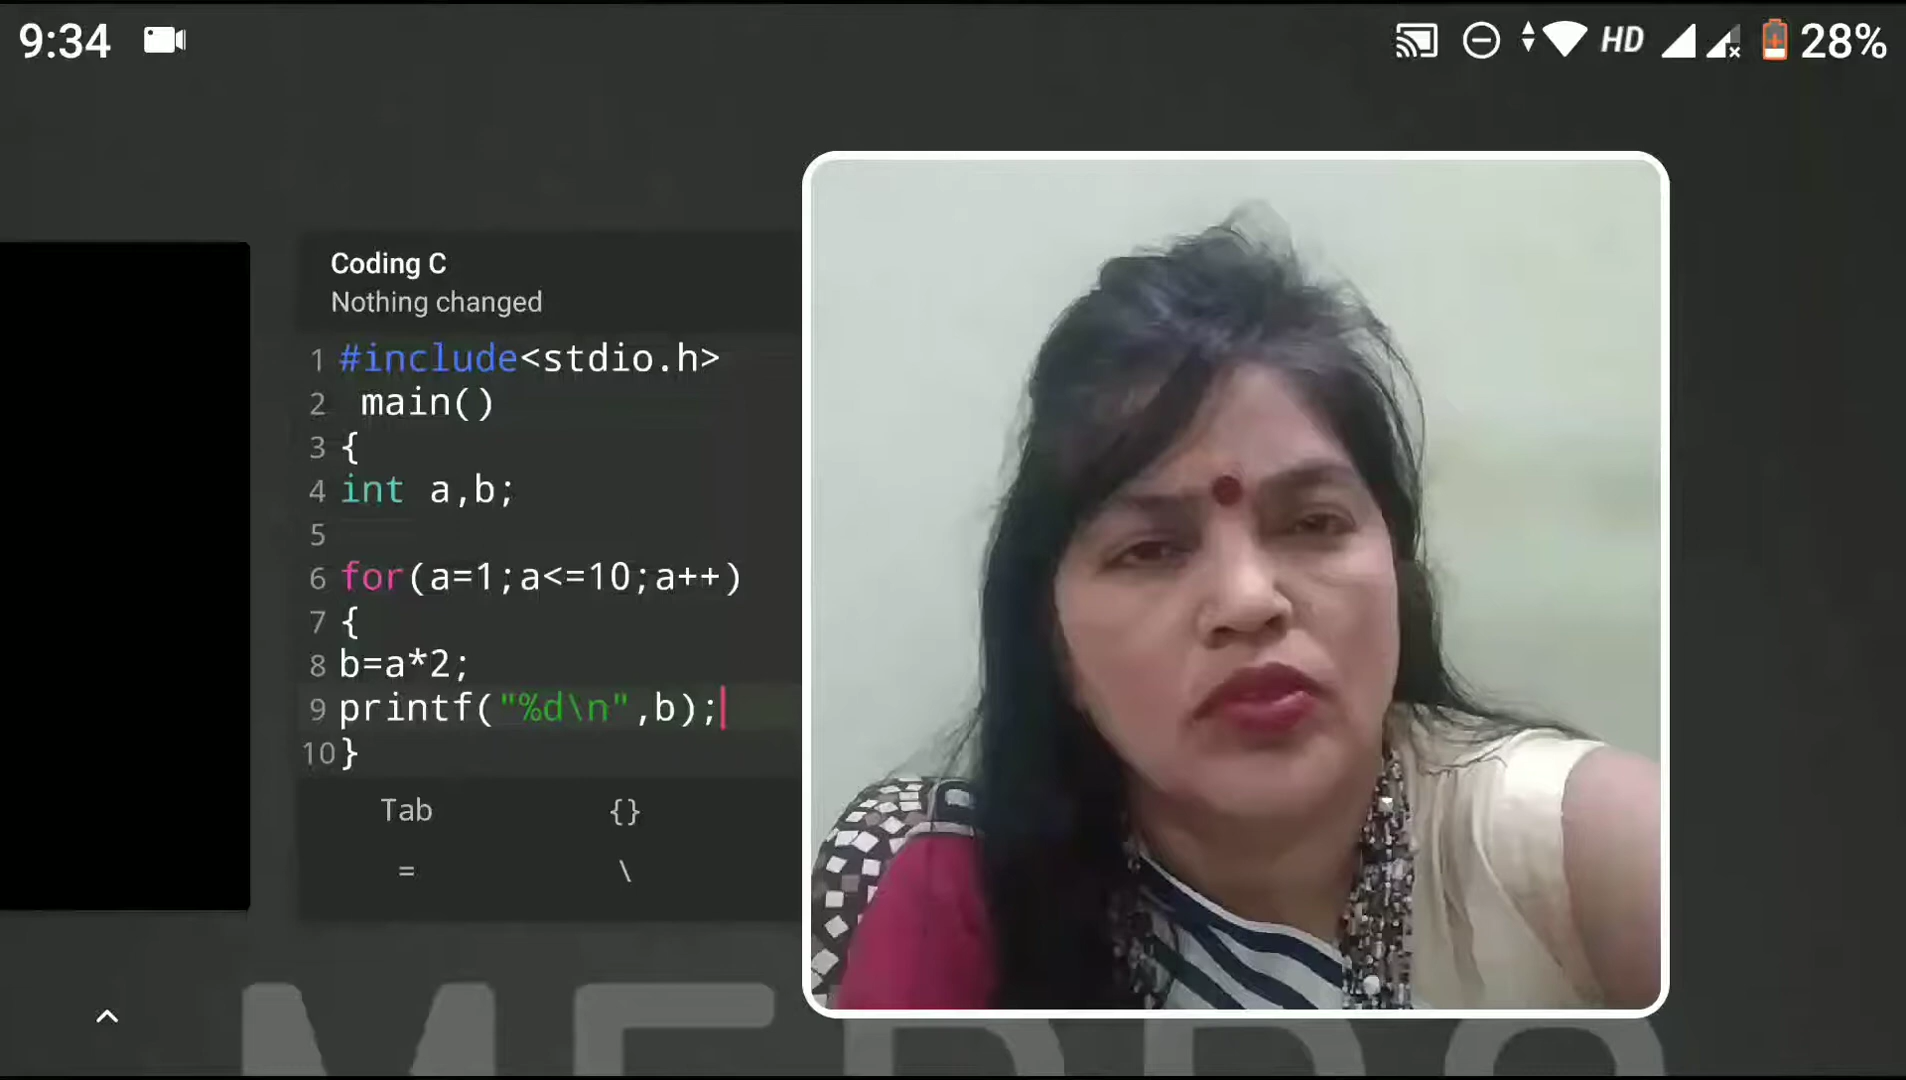 9:34 HD 28%
Coding C
Nothing changed
1 #include<stdio.h>
2 main()
3 {
4 int a,b;
5
6 for(a=1;a<=10;a++)
7 {
8 b=a*2;
9 printf("%d\n",b);
10 }
Tab {}
= \